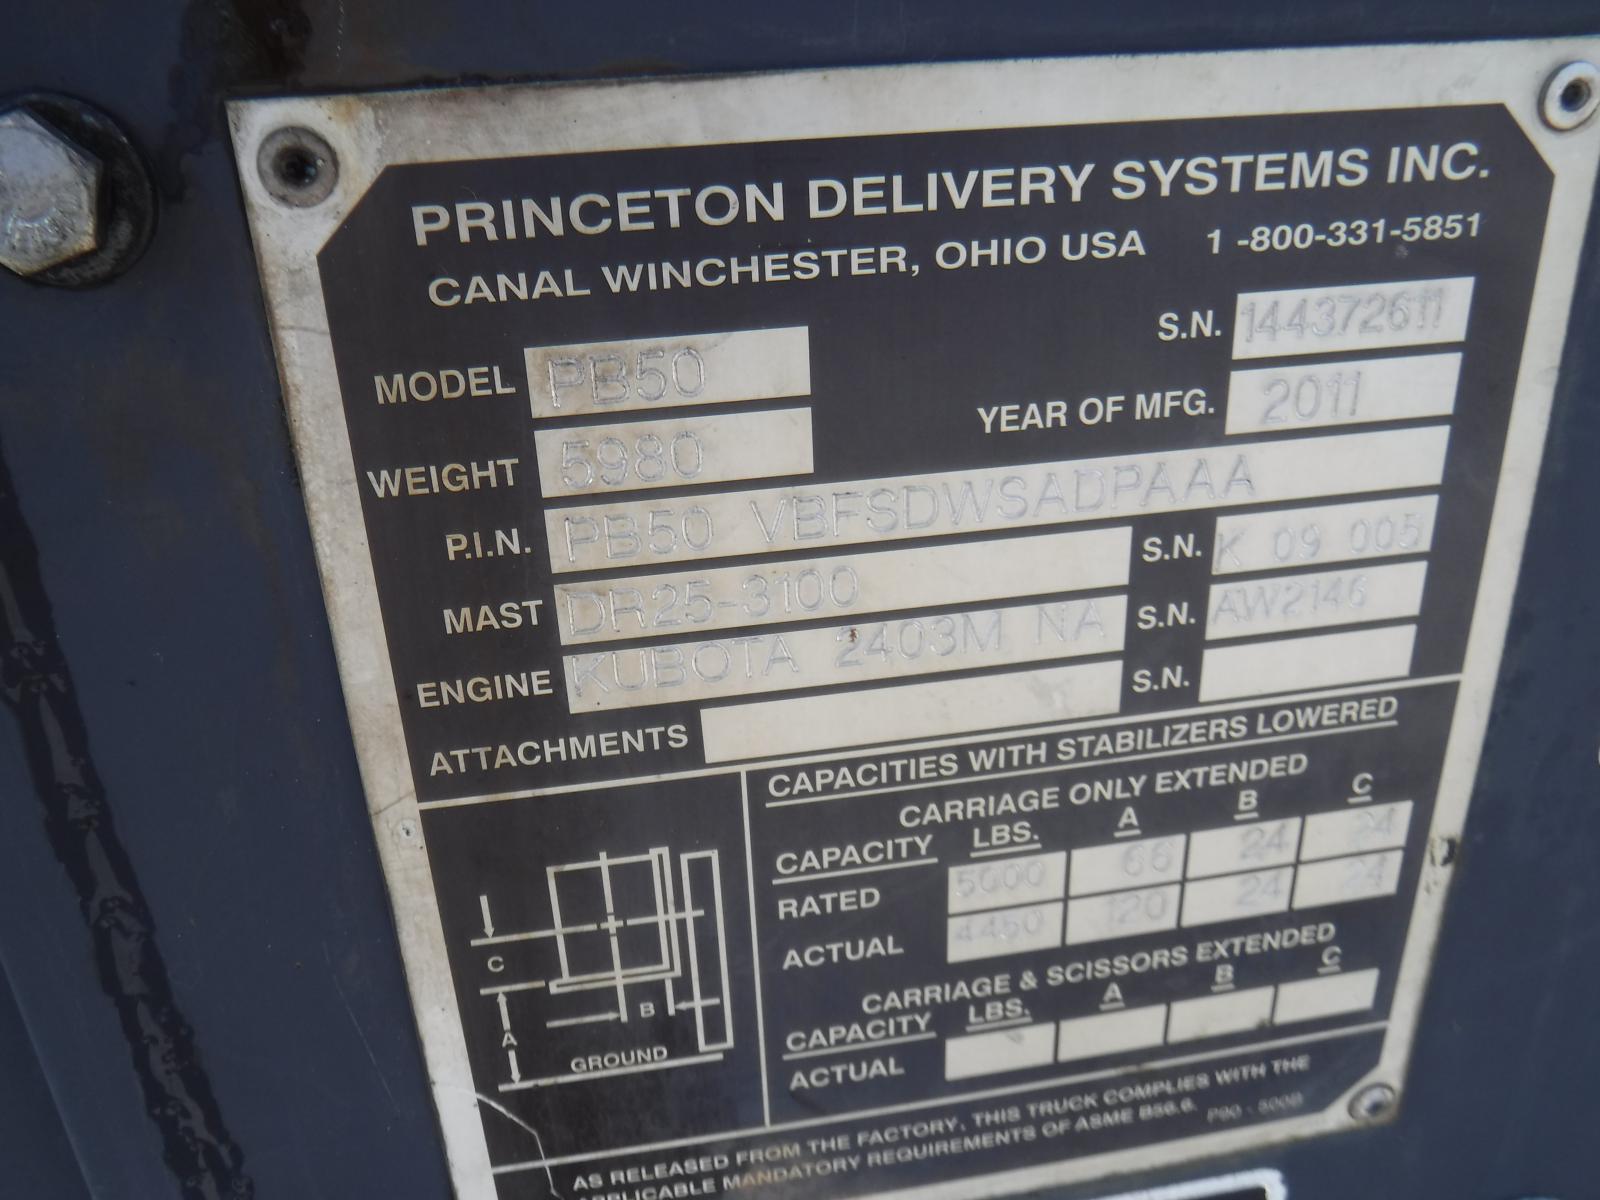 PRINCETON DELIVERY SYSTEMS INC.
CANAL WINCHESTER, OHIO USA 1 -800-331-5851
S.N. 144372611
MODEL PB50
YEAR OF MFG. 2011
WEIGHT 5980
P.I.N. PB50 VBFSDWSADPAAA
MAST DR25-3100 S.N. K 09 005
ENGINE KUBOTA 2403M NA S.N. AW2146
ATTACHMENTS S.N.
CAPACITIES WITH STABILIZERS LOWERED
CARRIAGE ONLY EXTENDED
CAPACITY LBS. A B C
RATED 5000 66 24 24
ACTUAL 4450 120 24 24
CARRIAGE & SCISSORS EXTENDED
CAPACITY LBS. A B C
ACTUAL
C
B
A
GROUND
AS RELEASED FROM THE FACTORY, THIS TRUCK COMPLIES WITH THE
APPLICABLE MANDATORY REQUIREMENTS OF ASME B56.6. P90 - 500B